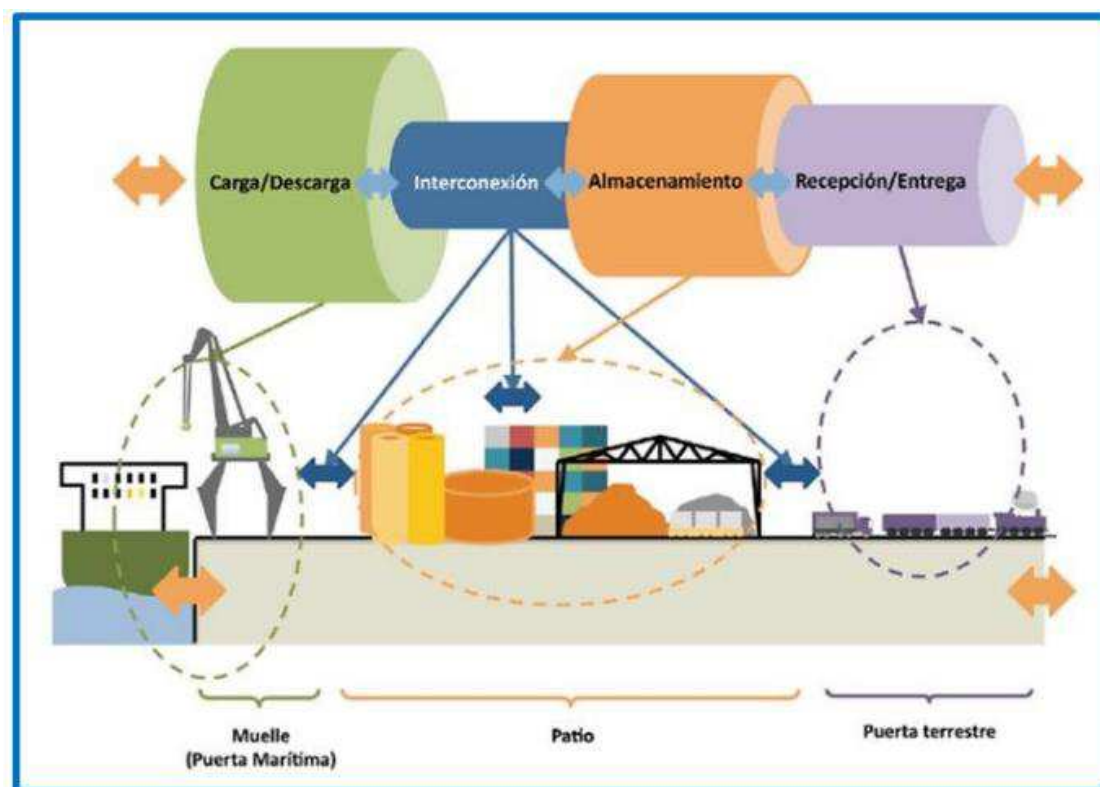 Carga/Descarga
Interconexión
Almacenamiento
Recepción/Entrega
Muelle
(Puerta Marítima)
Patio
Puerta terrestre